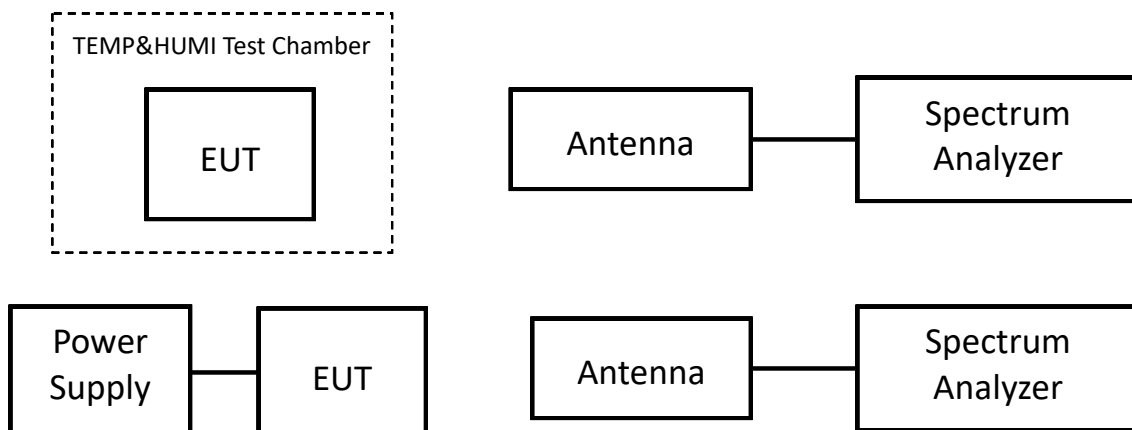 TEMP&HUMI Test Chamber
EUT
Antenna
Spectrum
Analyzer
Power
Supply
EUT
Antenna
Spectrum
Analyzer